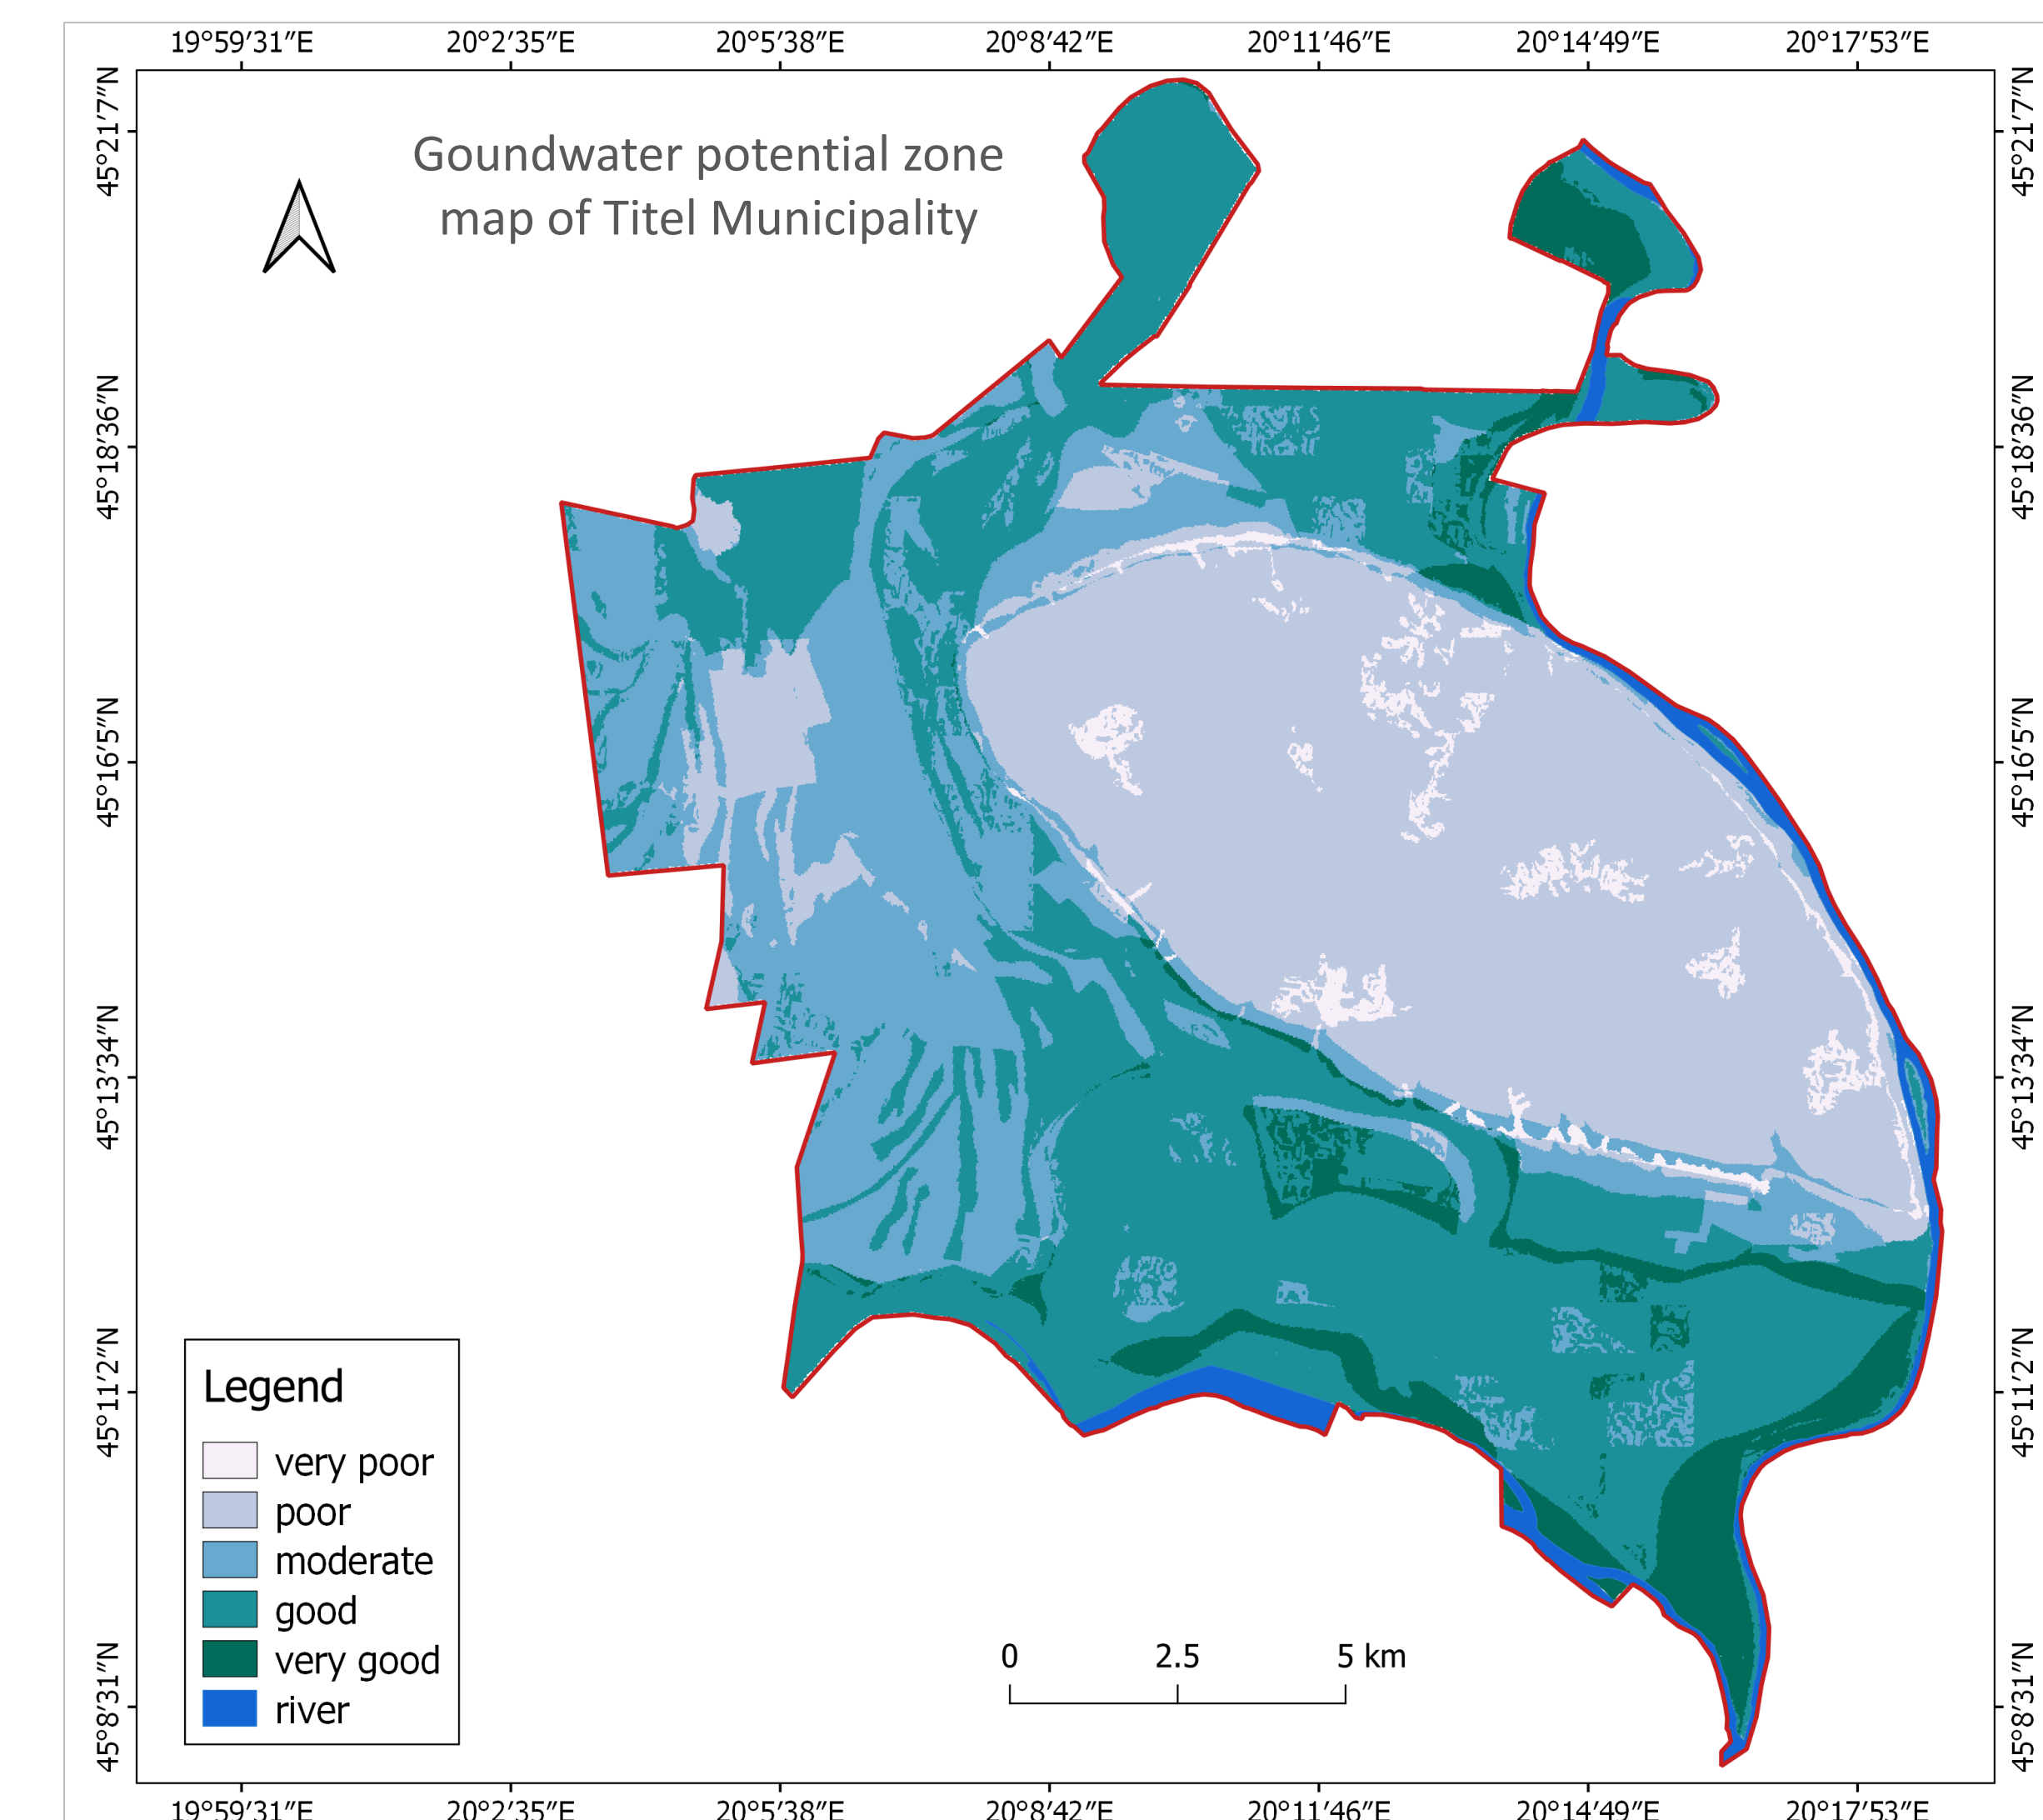 19°59′31″E 20°2′35″E 20°5′38″E 20°8′42″E 20°11′46″E 20°14′49″E 20°17′53″E
Goundwater potential zone
map of Titel Municipality
45°21′7″N 45°21′7″N
45°18′36″N 45°18′36″N
45°16′5″N 45°16′5″N
45°13′34″N 45°13′34″N
45°11′2″N 45°11′2″N
45°8′31″N 45°8′31″N
Legend
very poor
poor
moderate
good
very good
river
0 2.5 5 km
19°59′31″E 20°2′35″E 20°5′38″E 20°8′42″E 20°11′46″E 20°14′49″E 20°17′53″E